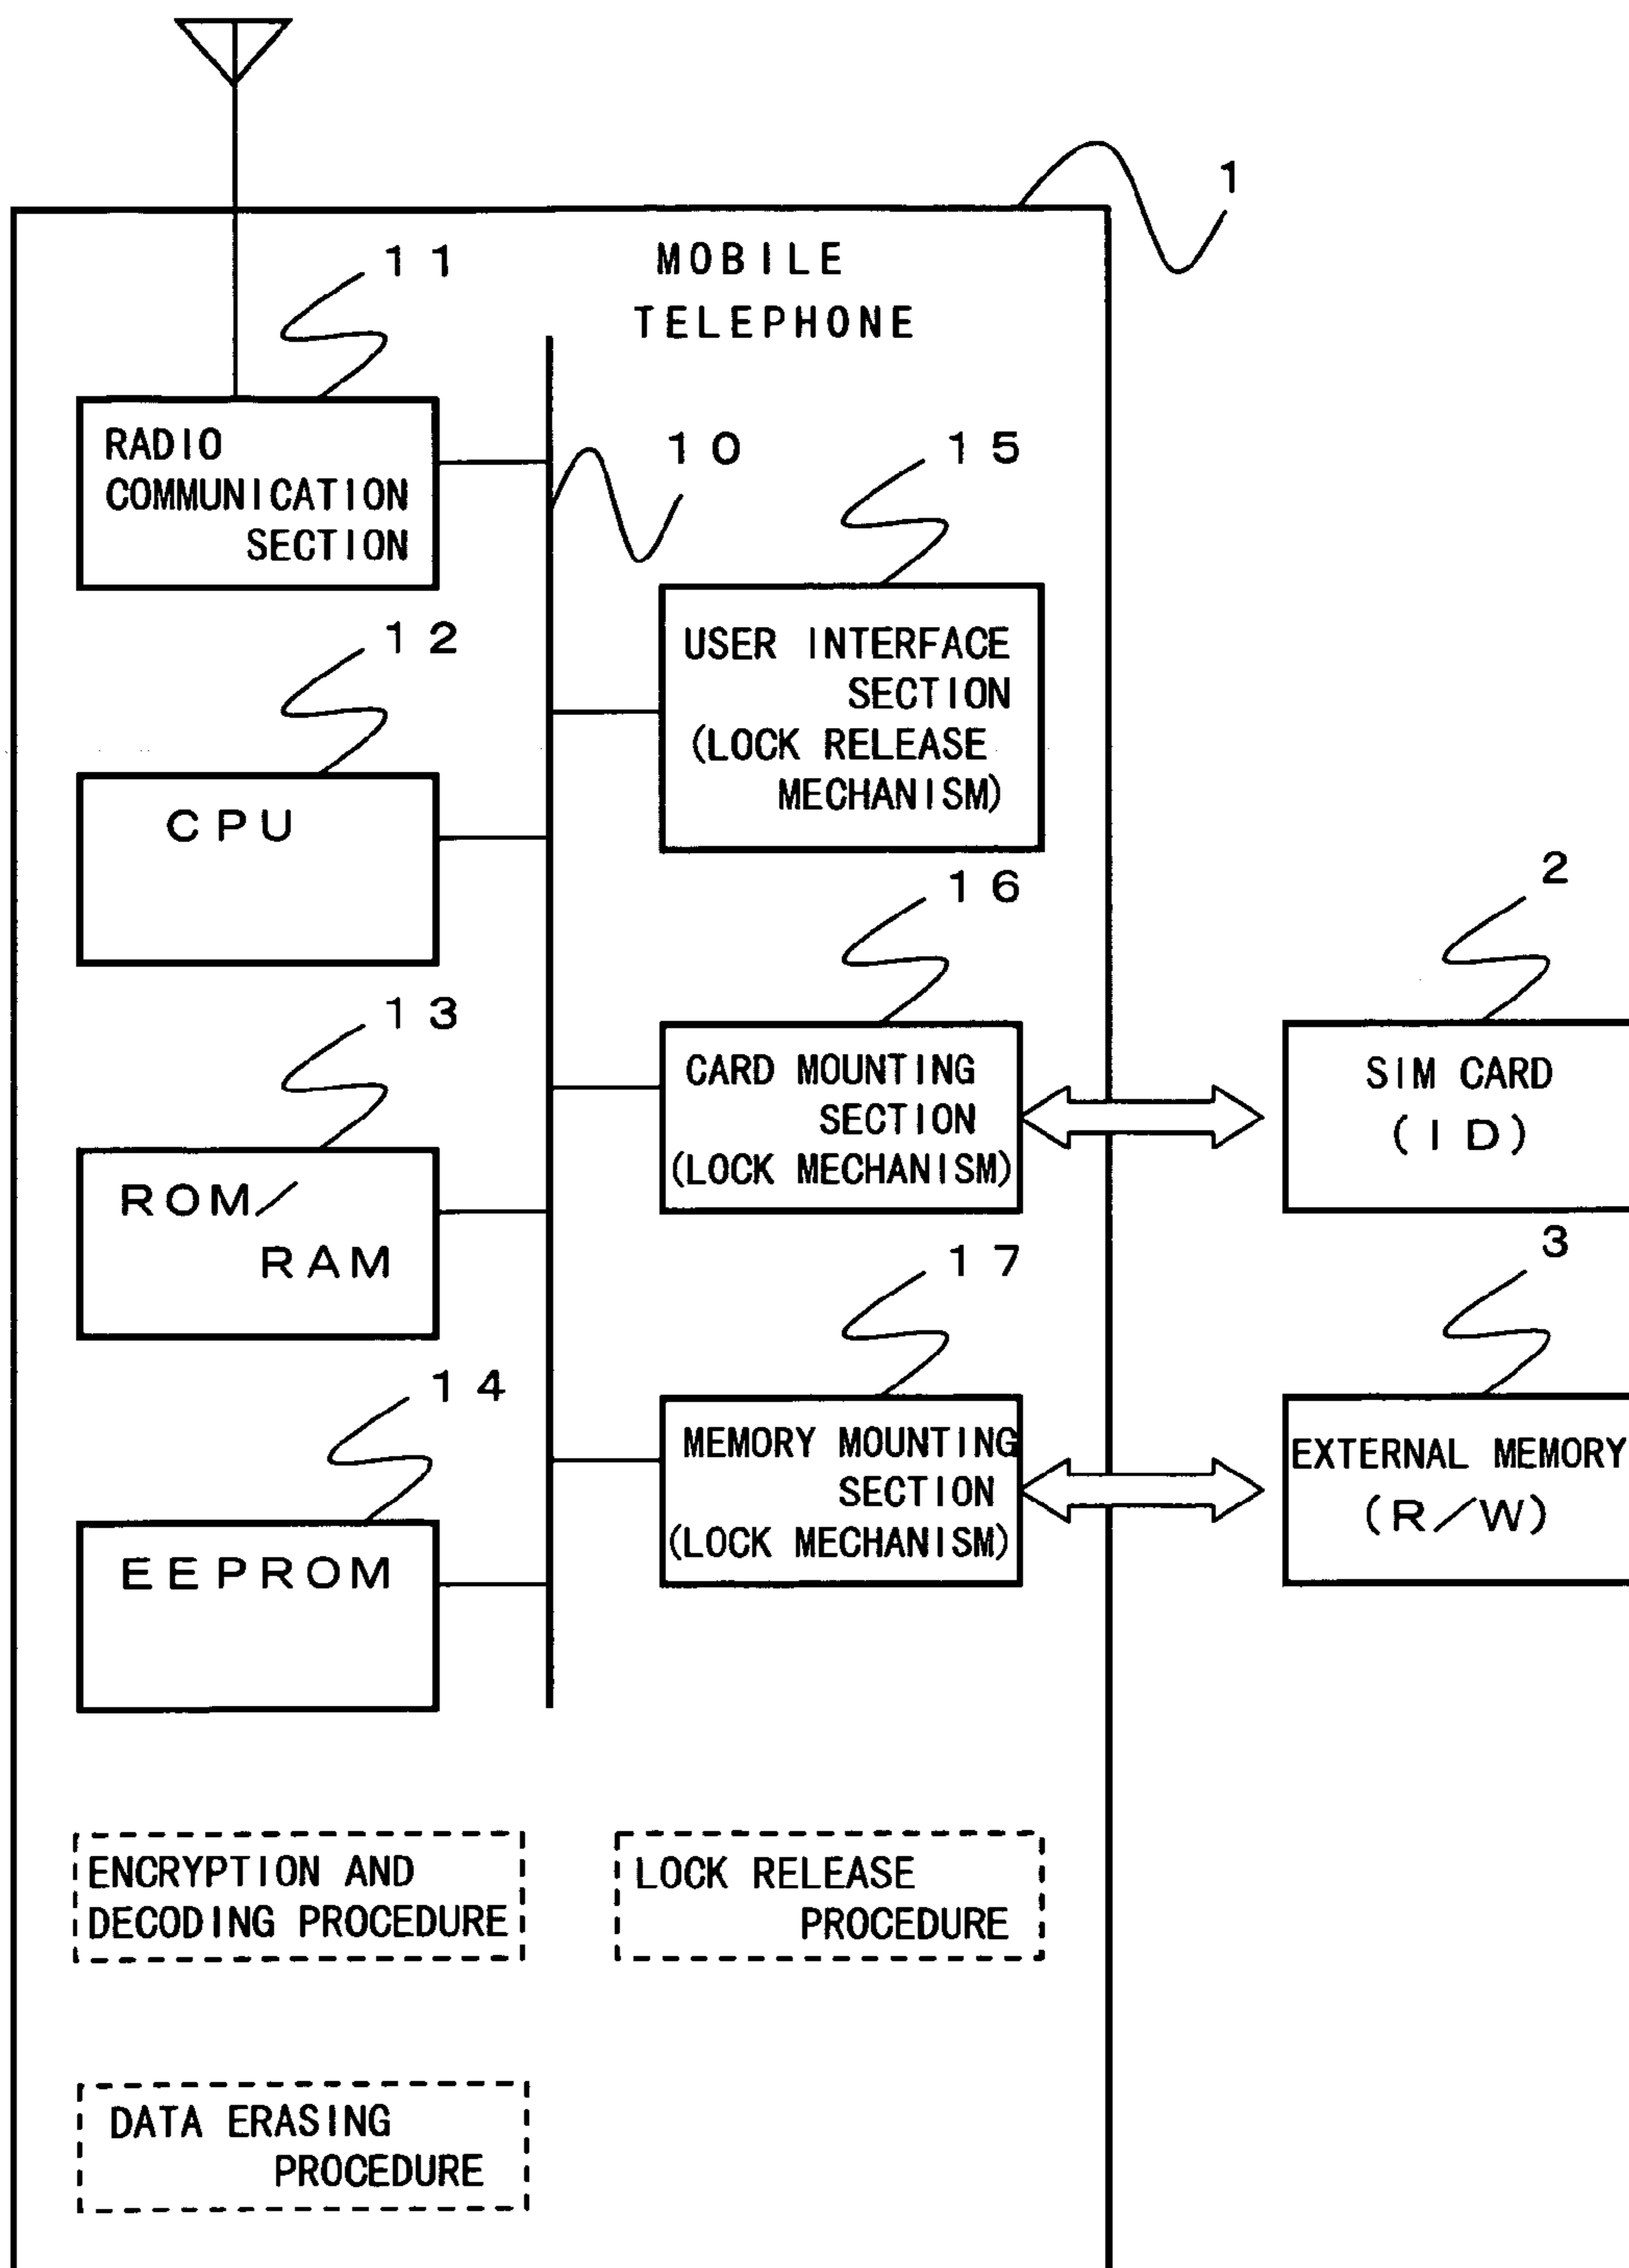 1
MOBILE
TELEPHONE
11
RADIO
COMMUNICATION
SECTION
10
15
USER INTERFACE
SECTION
(LOCK RELEASE
MECHANISM)
12
CPU
16
CARD MOUNTING
SECTION
(LOCK MECHANISM)
2
SIM CARD
(ID)
13
ROM/
RAM
17
MEMORY MOUNTING
SECTION
(LOCK MECHANISM)
3
EXTERNAL MEMORY
(R/W)
14
EEPROM
ENCRYPTION AND
DECODING PROCEDURE
LOCK RELEASE
PROCEDURE
DATA ERASING
PROCEDURE